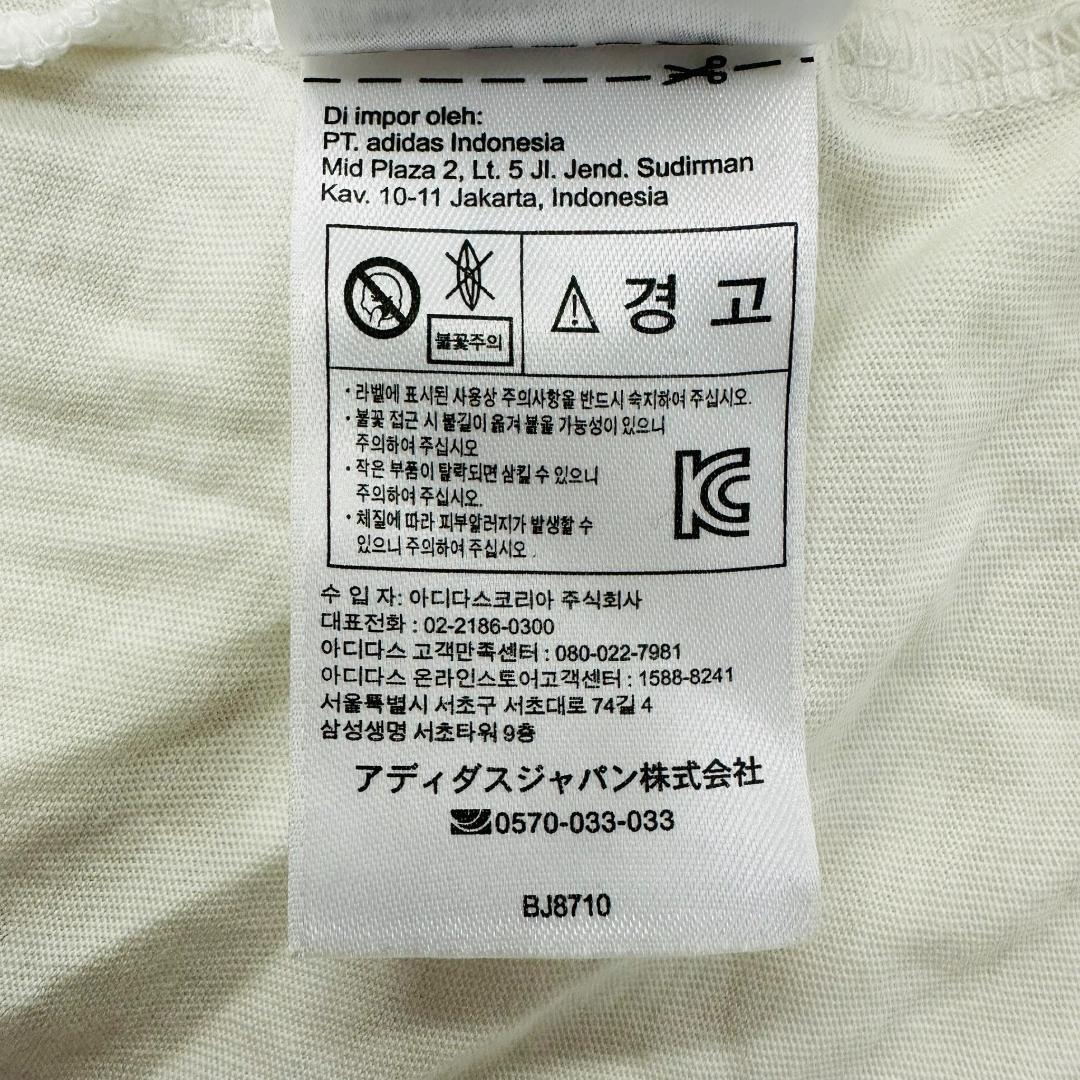 Di impor oleh:
PT. adidas Indonesia
Mid Plaza 2, Lt. 5 Jl. Jend. Sudirman
Kav. 10-11 Jakarta, Indonesia
불꽃주의
경 고
• 라벨에 표시된 사용상 주의사항을 반드시 숙지하여 주십시오.
• 불꽃 접근 시 불길이 옮겨 붙을 가능성이 있으니
주의하여 주십시오
• 작은 부품이 탈락되면 삼킬 수 있으니
주의하여 주십시오.
• 체질에 따라 피부알러지가 발생할 수
있으니 주의하여 주십시오 .
KC
수 입 자: 아디다스코리아 주식회사
대표전화 : 02-2186-0300
아디다스 고객만족센터 : 080-022-7981
아디다스 온라인스토어고객센터 : 1588-8241
서울특별시 서초구 서초대로 74길 4
삼성생명 서초타워 9층
アディダスジャパン株式会社
0570-033-033
BJ8710